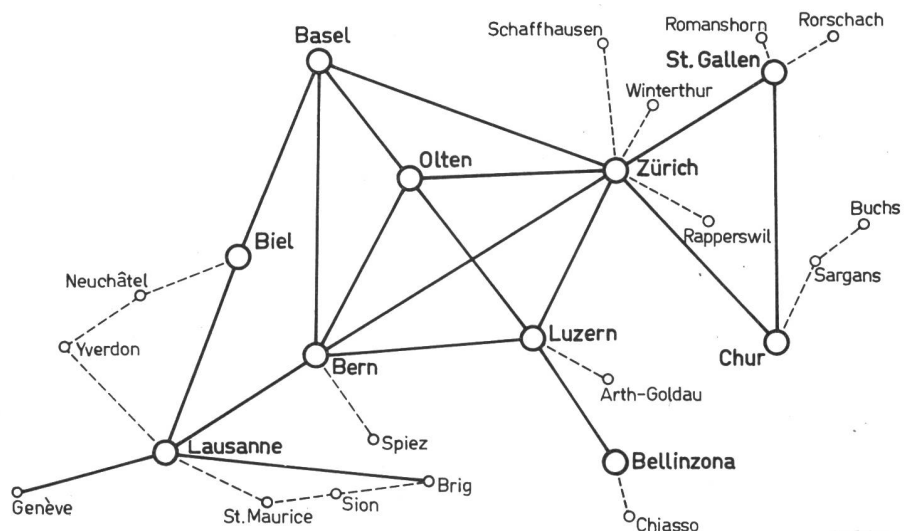 Schaffhausen
Romanshorn
Rorschach
Basel
St. Gallen
Winterthur
Olten
Zürich
Buchs
Rapperswil
Biel
Sargans
Neuchâtel
Yverdon
Luzern
Bern
Chur
Arth-Goldau
Lausanne
Spiez
Bellinzona
Brig
Genève
St. Maurice
Sion
Chiasso